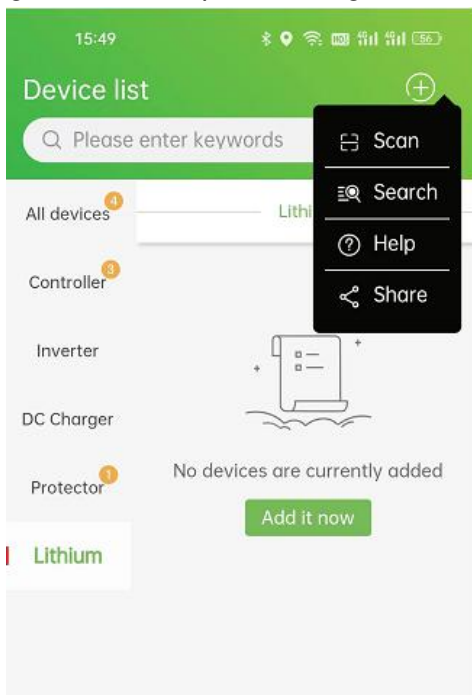 15:49 56
Device list
Please enter keywords
Scan
Search
Help
Share
All devices 4
Lithi
Controller 3
Inverter
DC Charger
Protector 1
Lithium
No devices are currently added
Add it now